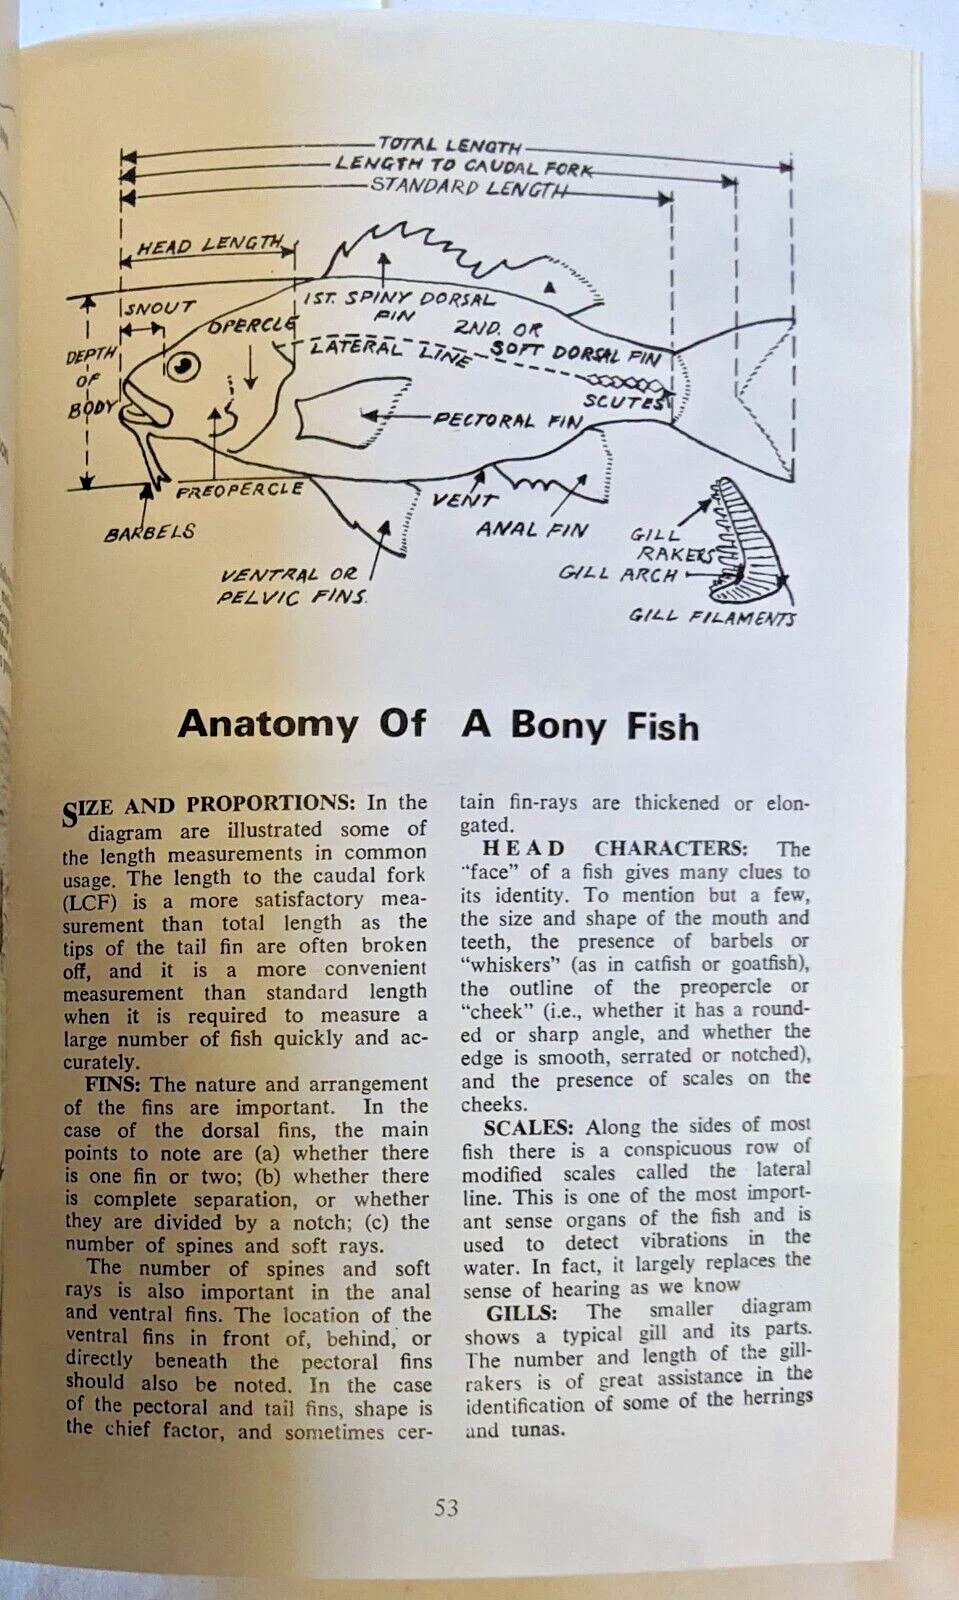 TOTAL LENGTH
LENGTH TO CAUDAL FORK
STANDARD LENGTH
HEAD LENGTH
SNOUT
OPERCLE
1ST. SPINY DORSAL
FIN
2ND. OR
SOFT DORSAL FIN
LATERAL LINE
DEPTH
OF
BODY
SCUTES
PECTORAL FIN
PREOPERCLE
VENT
BARBELS
ANAL FIN
GILL
RAKERS
GILL ARCH
VENTRAL OR
PELVIC FINS.
GILL FILAMENTS
Anatomy Of A Bony Fish
SIZE AND PROPORTIONS: In the
diagram are illustrated some of
the length measurements in common
usage. The length to the caudal fork
(LCF) is a more satisfactory mea-
surement than total length as the
tips of the tail fin are often broken
off, and it is a more convenient
measurement than standard length
when it is required to measure a
large number of fish quickly and ac-
curately.
FINS: The nature and arrangement
of the fins are important. In the
case of the dorsal fins, the main
points to note are (a) whether there
is one fin or two; (b) whether there
is complete separation, or whether
they are divided by a notch; (c) the
number of spines and soft rays.
The number of spines and soft
rays is also important in the anal
and ventral fins. The location of the
ventral fins in front of, behind, or
directly beneath the pectoral fins
should also be noted. In the case
of the pectoral and tail fins, shape is
the chief factor, and sometimes cer-
tain fin-rays are thickened or elon-
gated.
HEAD CHARACTERS: The
"face" of a fish gives many clues to
its identity. To mention but a few,
the size and shape of the mouth and
teeth, the presence of barbels or
"whiskers" (as in catfish or goatfish),
the outline of the preopercle or
"cheek" (i.e., whether it has a round-
ed or sharp angle, and whether the
edge is smooth, serrated or notched),
and the presence of scales on the
cheeks.
SCALES: Along the sides of most
fish there is a conspicuous row of
modified scales called the lateral
line. This is one of the most import-
ant sense organs of the fish and is
used to detect vibrations in the
water. In fact, it largely replaces the
sense of hearing as we know
GILLS: The smaller diagram
shows a typical gill and its parts.
The number and length of the gill-
rakers is of great assistance in the
identification of some of the herrings
and tunas.
53